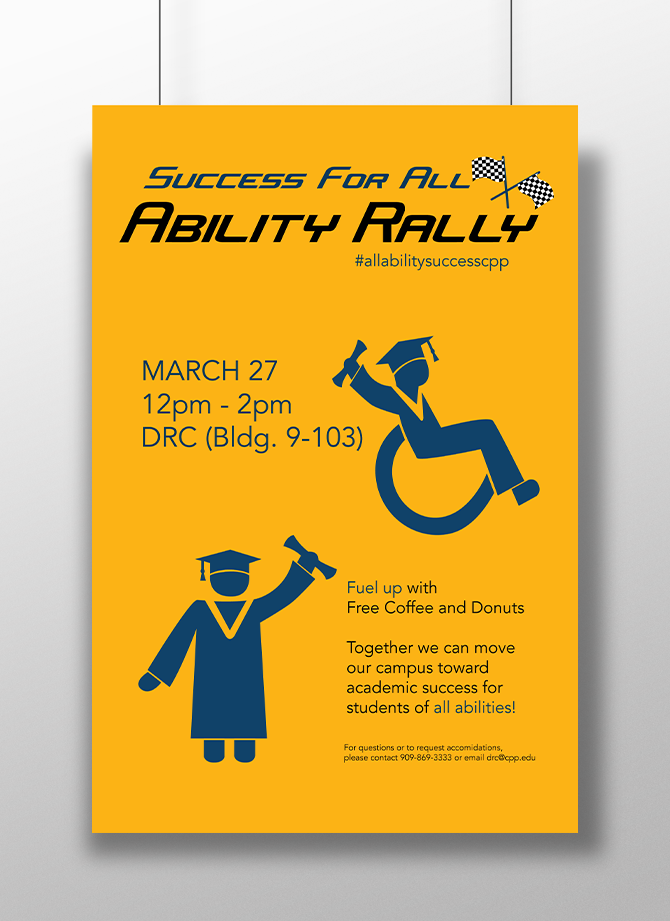 Success For All
Ability Rally
#allabilitysuccesscpp
MARCH 27
12pm - 2pm
DRC (Bldg. 9-103)
Fuel up with
Free Coffee and Donuts
Together we can move
our campus toward
academic success for
students of all abilities!
For questions or to request accomidations,
please contact 909-869-3333 or email drc@cpp.edu